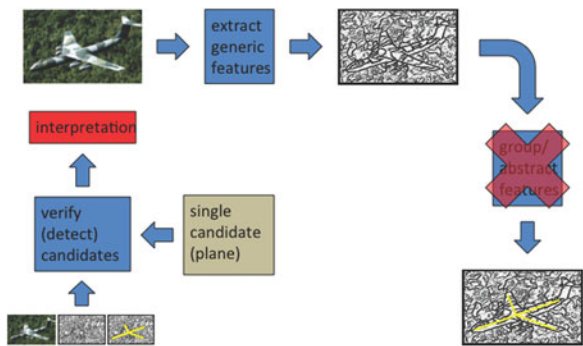 extract
generic
features
group/
abstract
features
interpretation
verify
(detect)
candidates
single
candidate
(plane)